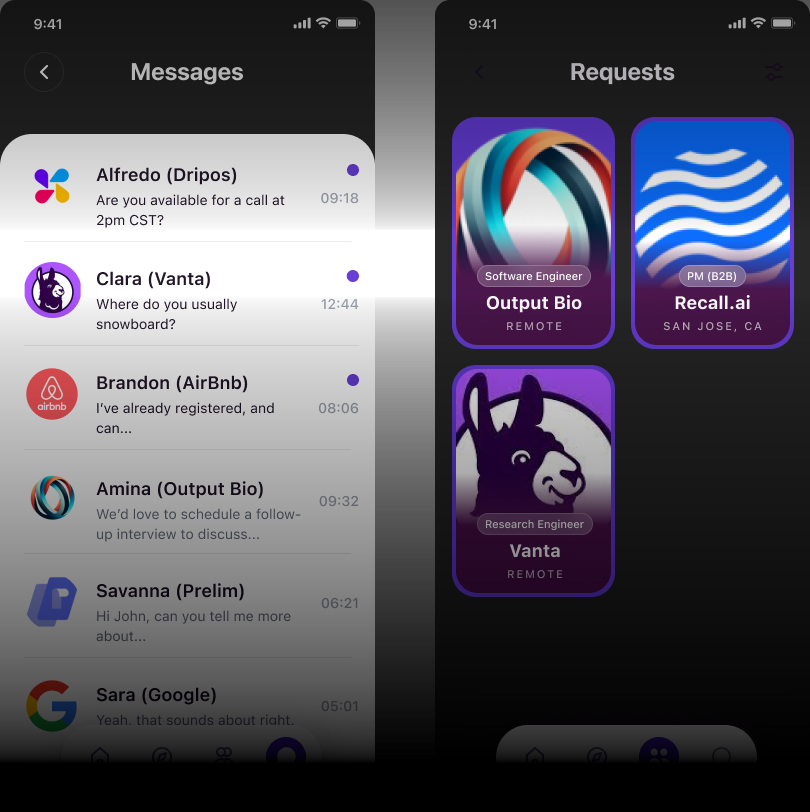 9:41
Messages
Alfredo (Dripos)
Are you available for a call at
2pm CST?
09:18
Clara (Vanta)
Where do you usually
snowboard?
12:44
airbnb
Brandon (AirBnb)
I’ve already registered, and
can...
08:06
Amina (Output Bio)
We’d love to schedule a follow-
up interview to discuss...
09:32
Savanna (Prelim)
Hi John, can you tell me more
about...
06:21
Sara (Google)
Yeah, that sounds about right.
05:01
9:41
Requests
Software Engineer
Output Bio
REMOTE
PM (B2B)
Recall.ai
SAN JOSE, CA
Research Engineer
Vanta
REMOTE